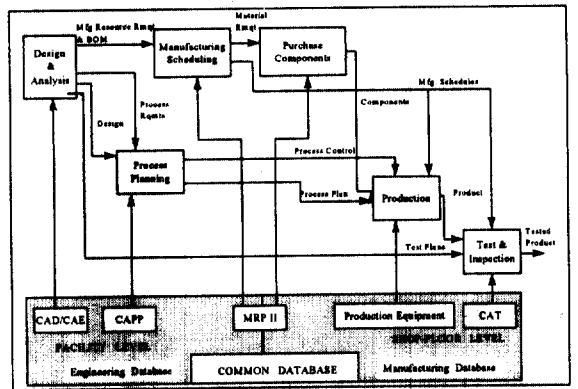 Mfg Resource Rmqt
& BOM
Material
Rmqt
Design
&
Analysis
Manufacturing
Scheduling
Purchase
Components
Mfg. Schedules
Components
Process
Rqmts
Design
Process Control
Process
Planning
Process Plan
Production
Product
Test Plans
Test &
Inspection
Tested
Product
CAD/CAE
CAPP
MRP II
Production Equipment
CAT
FACILITY LEVEL
SHOP-FLOOR LEVEL
Engineering Database
COMMON DATABASE
Manufacturing Database